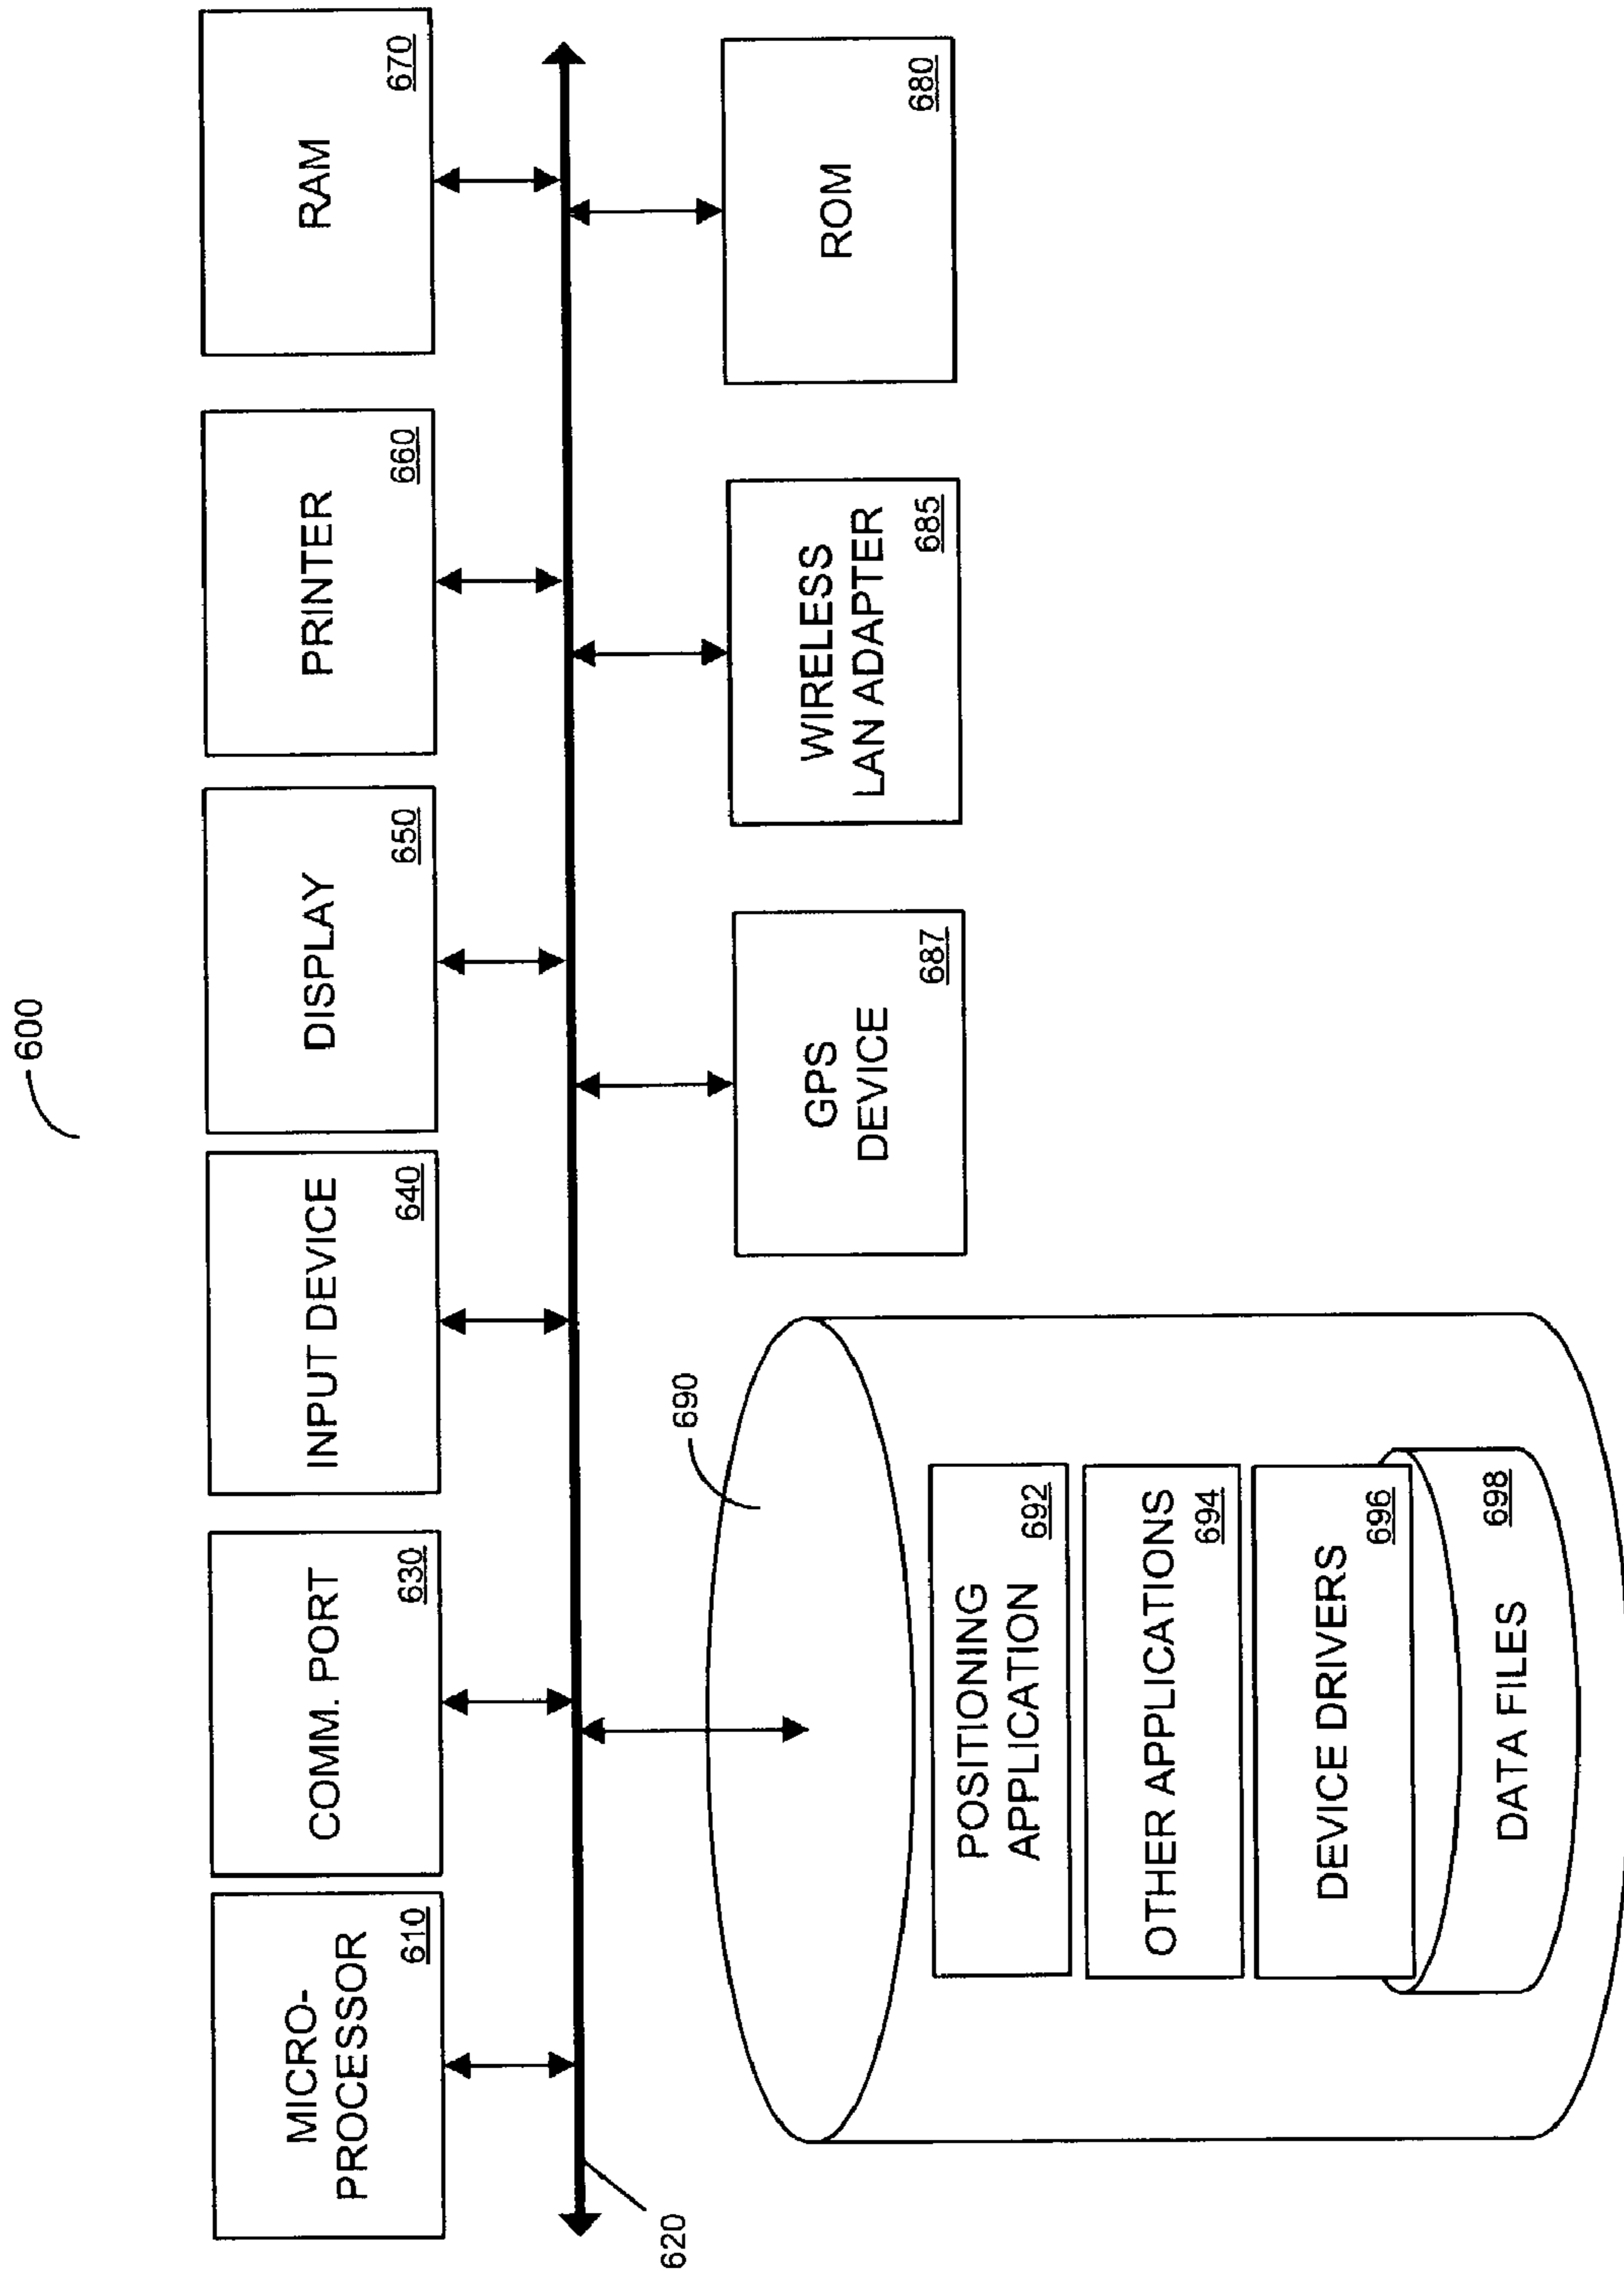 600
MICRO-
PROCESSOR
610
COMM. PORT
630
INPUT DEVICE
640
DISPLAY
650
PRINTER
660
RAM
670
620
690
POSITIONING
APPLICATION
692
OTHER APPLICATIONS
694
DEVICE DRIVERS
696
DATA FILES
698
GPS
DEVICE
687
WIRELESS
LAN ADAPTER
685
ROM
680